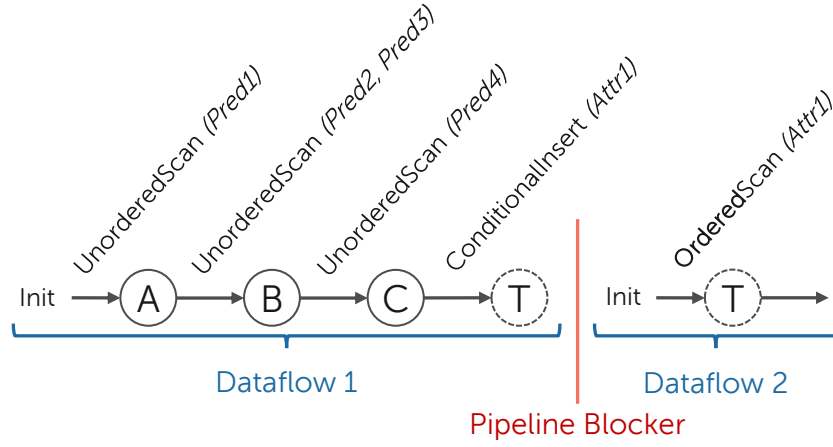 UnorderedScan (Pred1)
UnorderedScan (Pred2, Pred3)
UnorderedScan (Pred4)
ConditionalInsert (Attr1)
OrderedScan (Attr1)
Init
A
B
C
T
Init
T
Dataflow 1
Dataflow 2
Pipeline Blocker